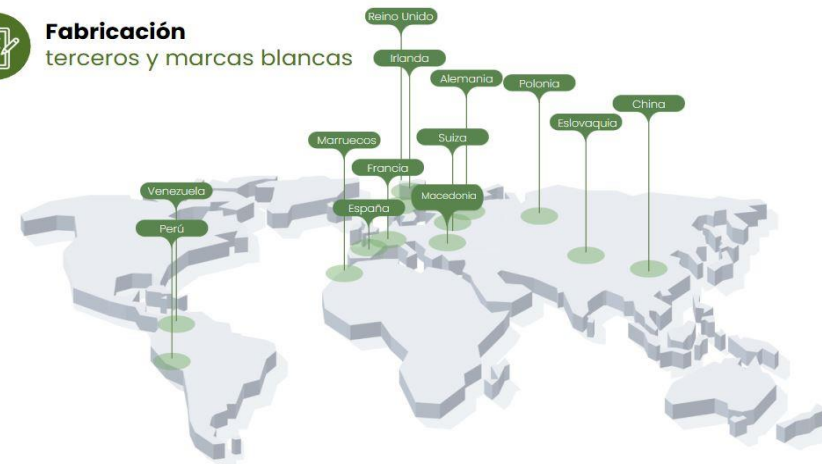 Fabricación
terceros y marcas blancas
Reino Unido
Irlanda
Alemania
Polonia
China
Eslovaquia
Marruecos
Suiza
Francia
Venezuela
Macedonia
España
Perú